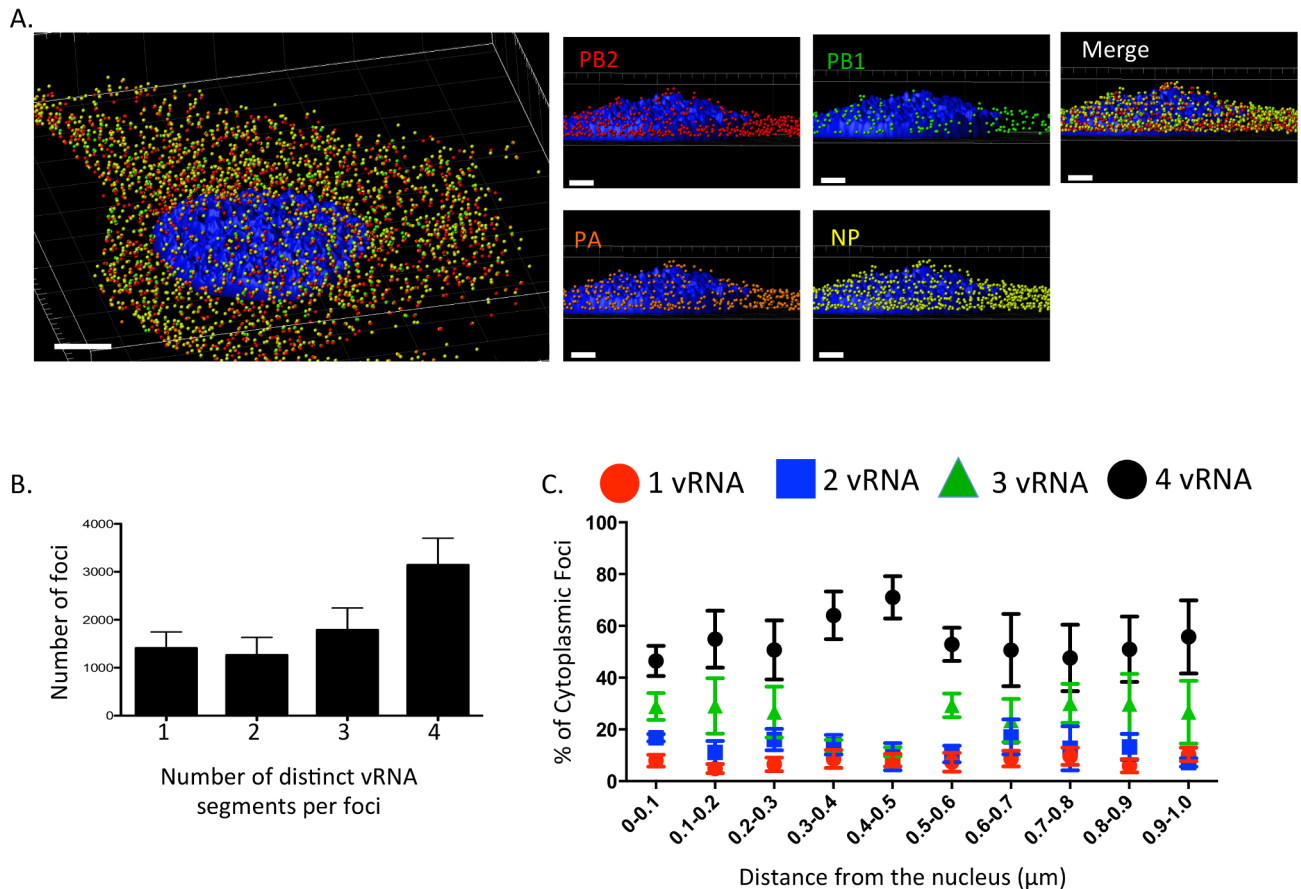 A.
PB2
PB1
Merge
PA
NP
B.
Number of foci
4000
3000
2000
1000
0
1
2
3
4
Number of distinct vRNA
segments per foci
C.
1 vRNA
2 vRNA
3 vRNA
4 vRNA
% of Cytoplasmic Foci
100
80
60
40
20
0
0-0.1
0.1-0.2
0.2-0.3
0.3-0.4
0.4-0.5
0.5-0.6
0.6-0.7
0.7-0.8
0.8-0.9
0.9-1.0
Distance from the nucleus (μm)